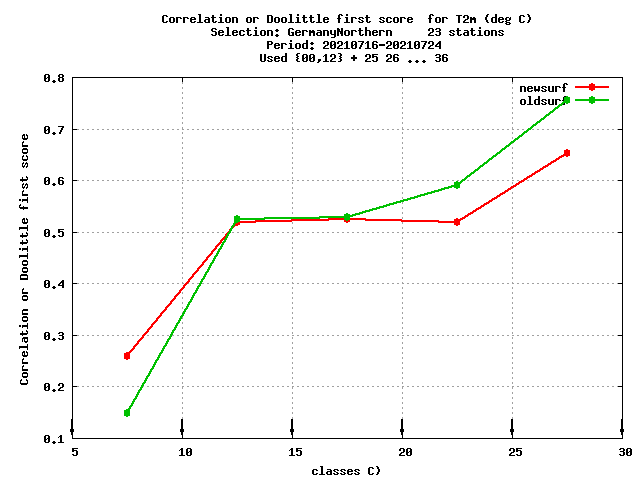 Correlation or Doolittle first score  for T2m (deg C)
Selection: GermanyNorthern     23 stations
Period: 20210716-20210724
Used {00,12} + 25 26 ... 36
newsurf
oldsurf
Correlation or Doolittle first score
0.8
0.7
0.6
0.5
0.4
0.3
0.2
0.1
5 10 15 20 25 30
classes C)